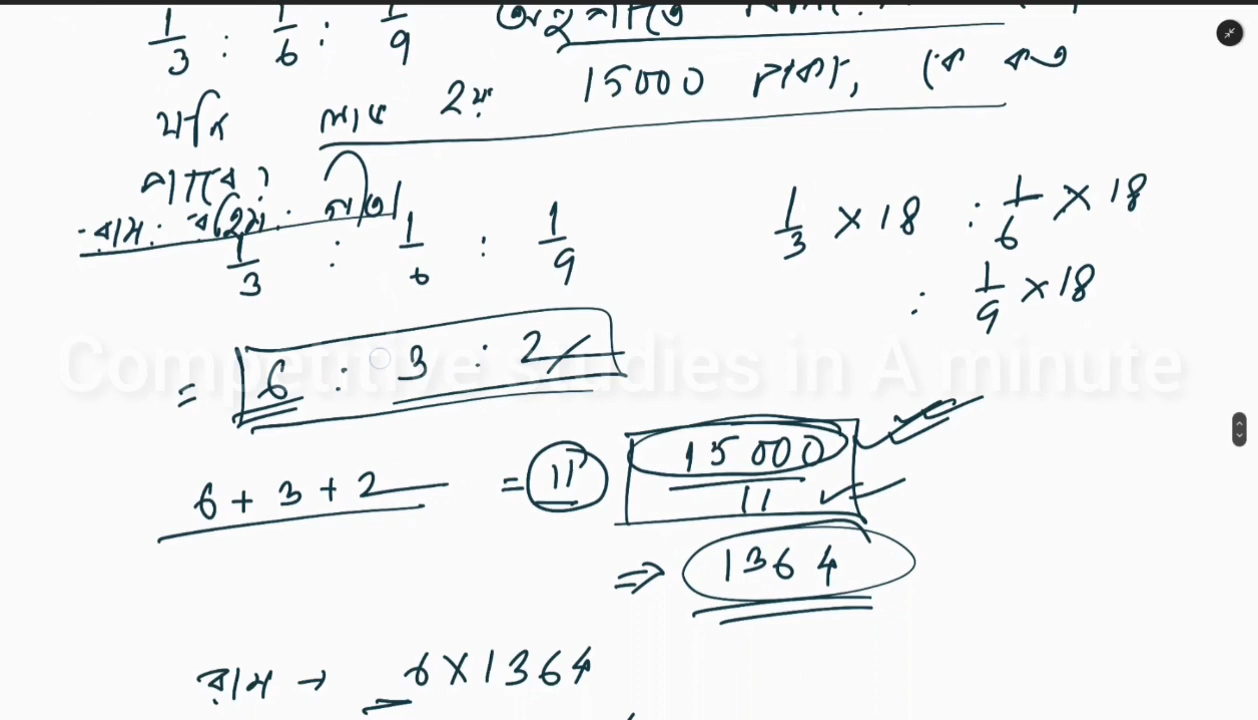 1/3 : 1/6 : 1/9
15000 টাকা, কে কত
যদি লাভ 2য়
পাবে?
রাম : রহিম : সীতা
1/3 : 1/6 : 1/9
1/3 × 18 : 1/6 × 18
: 1/9 × 18
= 6 : 3 : 2
Competitive studies in A minute
6 + 3 + 2 = 11 15000/11
⇒ 1364
রাম → 6 × 1364